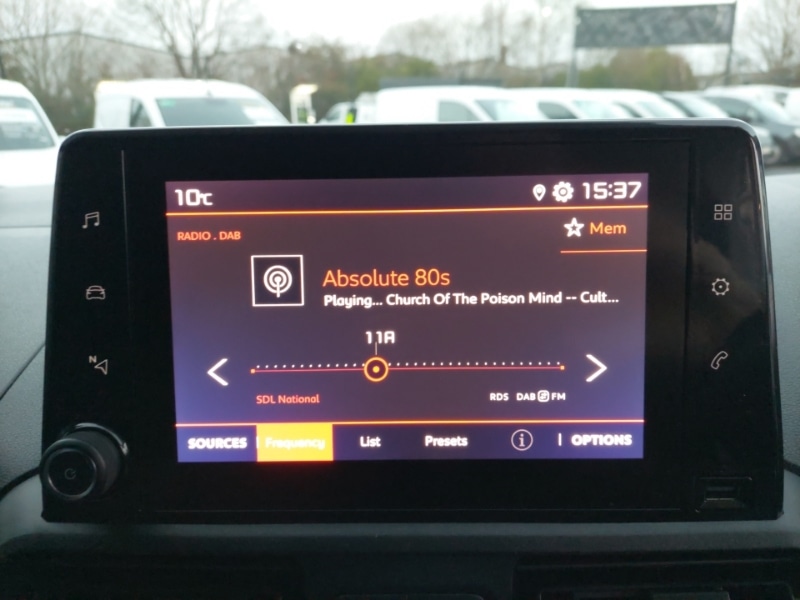 10°C 15:37
RADIO . DAB
Mem
Absolute 80s
Playing... Church Of The Poison Mind -- Cult...
11A
SDL National
RDS DAB FM
SOURCES Frequency List Presets i OPTIONS
N